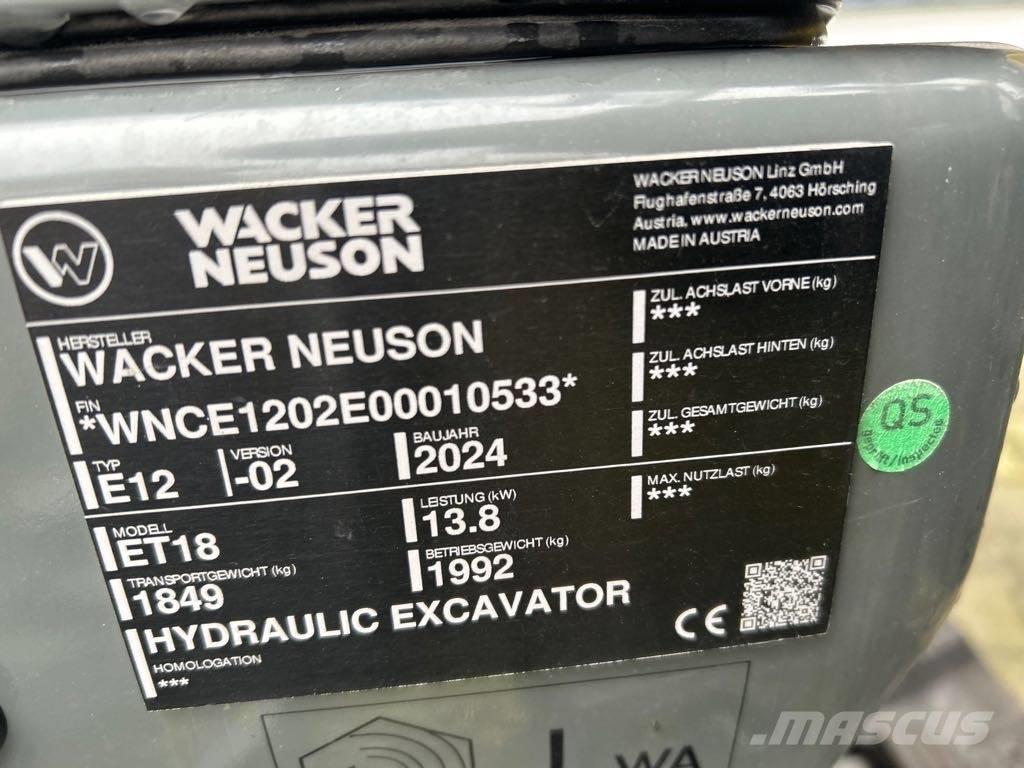 W
WACKER
NEUSON
WACKER NEUSON Linz GmbH
Flughafenstraße 7, 4063 Hörsching
Austria, www.wackerneuson.com
MADE IN AUSTRIA
HERSTELLER
WACKER NEUSON
FIN
*WNCE1202E00010533*
TYP
E12
VERSION
-02
BAUJAHR
2024
MODELL
ET18
LEISTUNG (kW)
13.8
TRANSPORTGEWICHT (kg)
1849
BETRIEBSGEWICHT (kg)
1992
HYDRAULIC EXCAVATOR
HOMOLOGATION
***
ZUL. ACHSLAST VORNE (kg)
***
ZUL. ACHSLAST HINTEN (kg)
***
ZUL. GESAMTGEWICHT (kg)
***
MAX. NUTZLAST (kg)
***
CE
QS
geprüft/inspected
WA
MASCUS